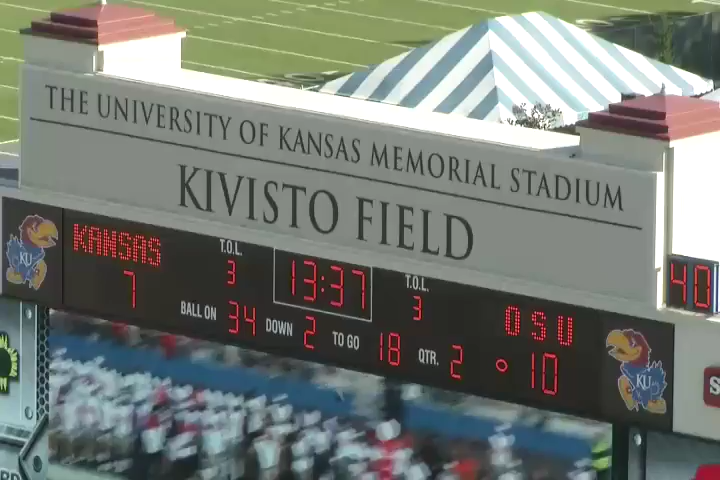 THE UNIVERSITY OF KANSAS MEMORIAL STADIUM
KIVISTO FIELD
KANSAS T.O.L. 13:37 T.O.L. OSU 40
7 3 3 10
BALL ON 34 DOWN 2 TO GO 18 QTR. 2
KU KU